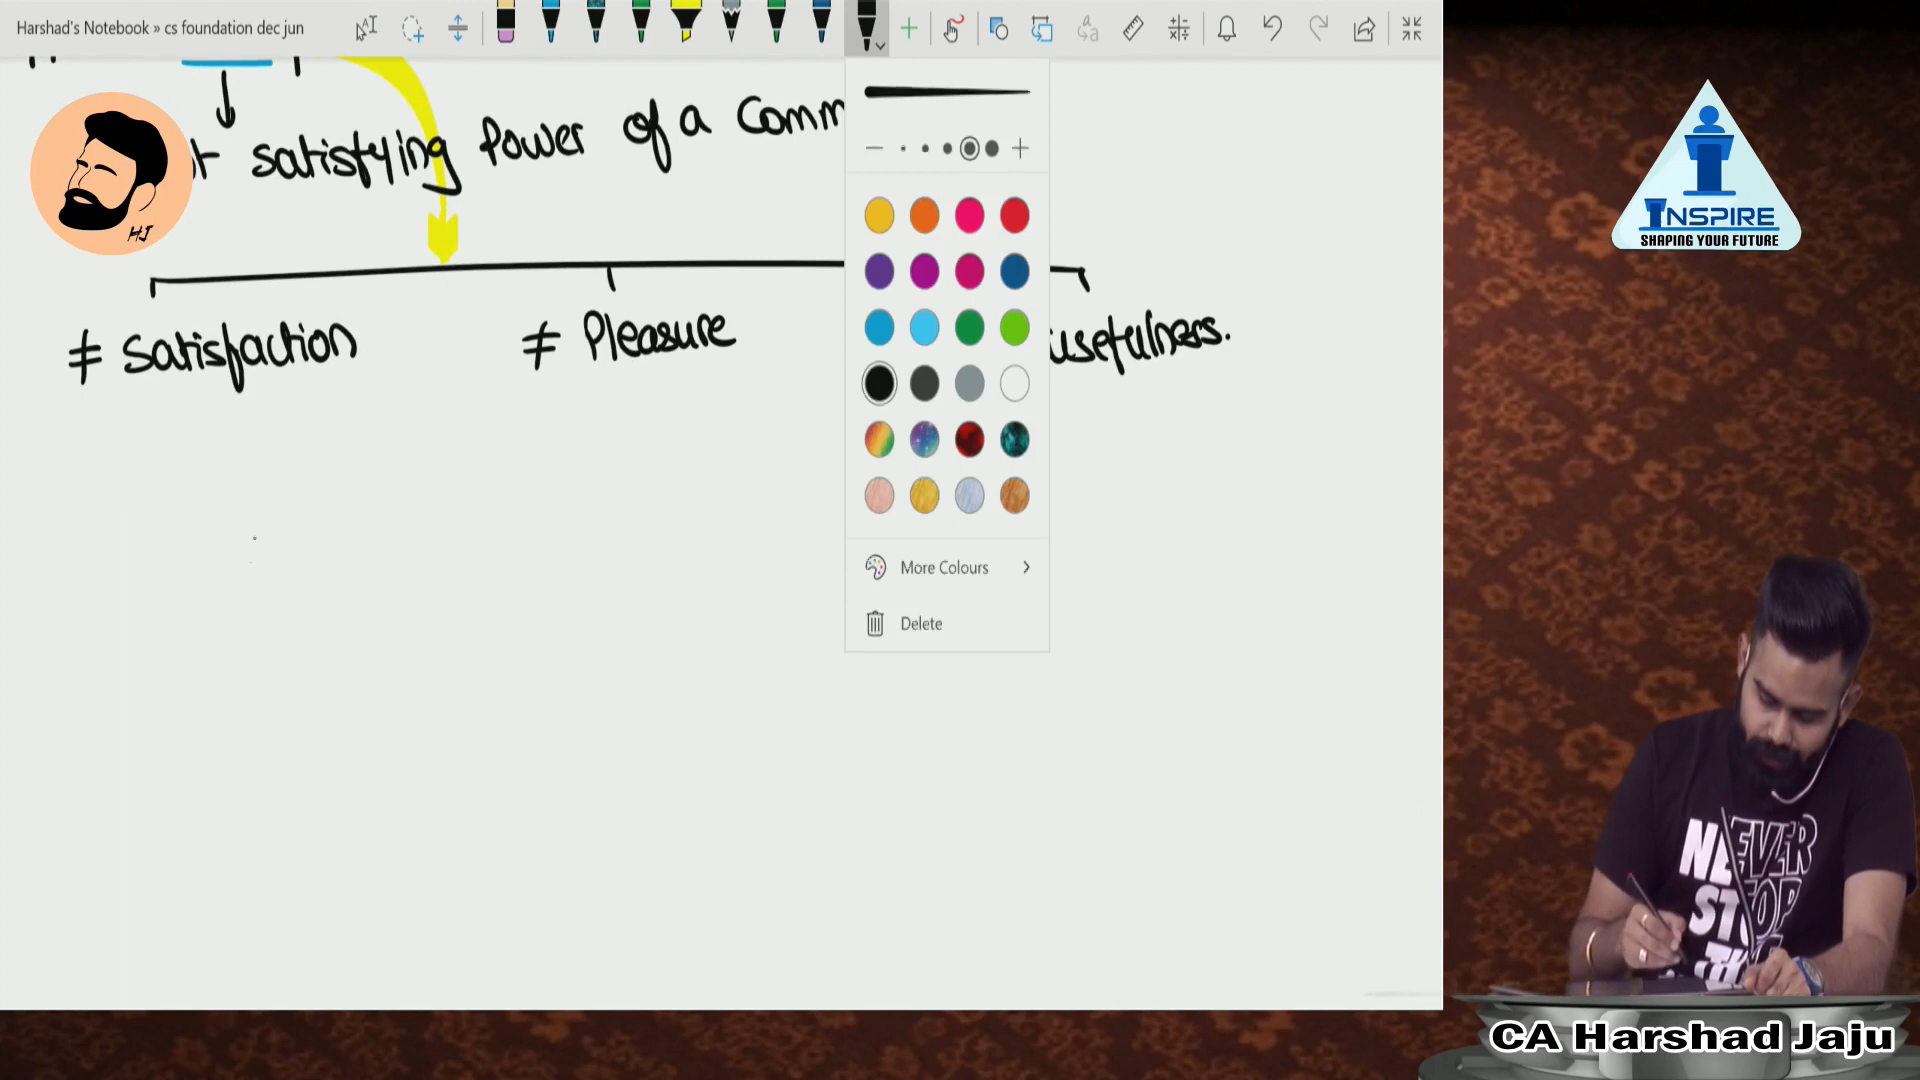 Harshad's Notebook » cs foundation dec jun
satisfying Power of a Comm
HJ
≠ Satisfaction ≠ Pleasure usefulness.
More Colours
Delete
INSPIRE
SHAPING YOUR FUTURE
NEVER
STOP
CA Harshad Jaju